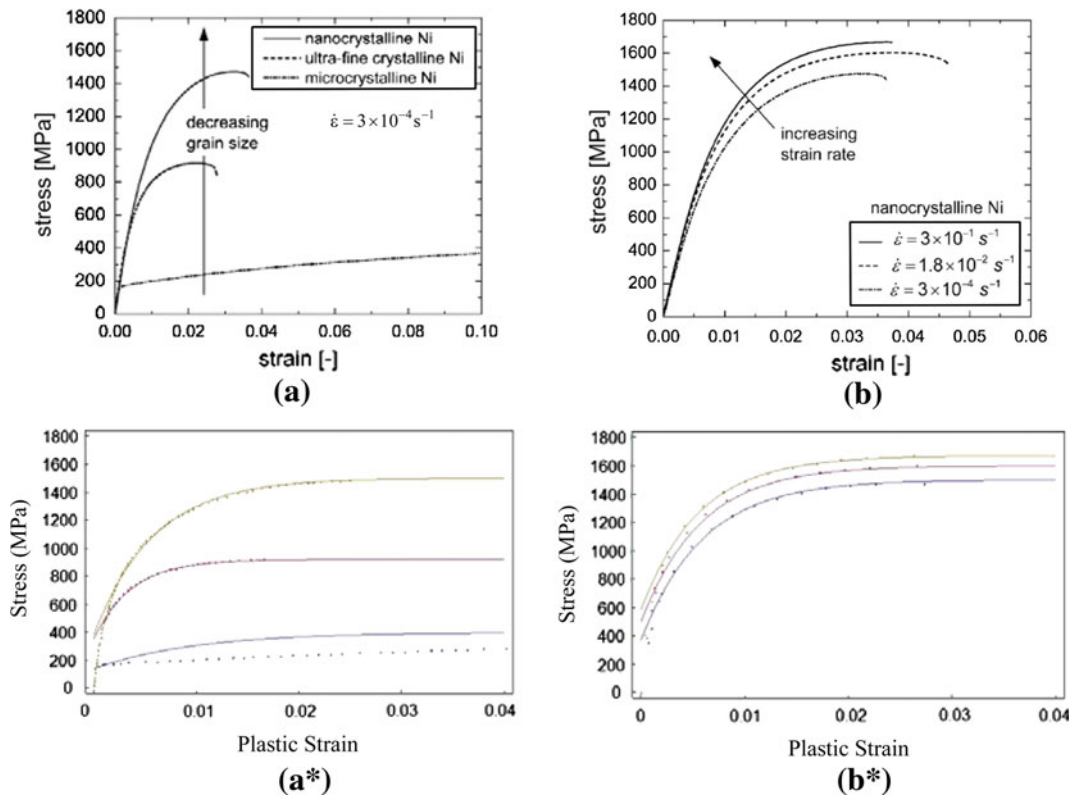 1800
1600
1400
1200
1000
800
600
400
200
0
stress [MPa]
nanocrystalline Ni
ultra-fine crystalline Ni
microcrystalline Ni
decreasing
grain size
ε̇ = 3×10⁻⁴s⁻¹
0.00 0.02 0.04 0.06 0.08 0.10
strain [-]
(a)
1800
1600
1400
1200
1000
800
600
400
200
0
stress [MPa]
increasing
strain rate
nanocrystalline Ni
ε̇ = 3×10⁻¹ s⁻¹
ε̇ = 1.8×10⁻² s⁻¹
ε̇ = 3×10⁻⁴ s⁻¹
0.00 0.01 0.02 0.03 0.04 0.05 0.06
strain [-]
(b)
1800
1600
1400
1200
1000
800
600
400
200
0
Stress (MPa)
0 0.01 0.02 0.03 0.04
Plastic Strain
(a*)
1800
1600
1400
1200
1000
800
600
400
200
0
Stress (MPa)
0 0.01 0.02 0.03 0.04
Plastic Strain
(b*)